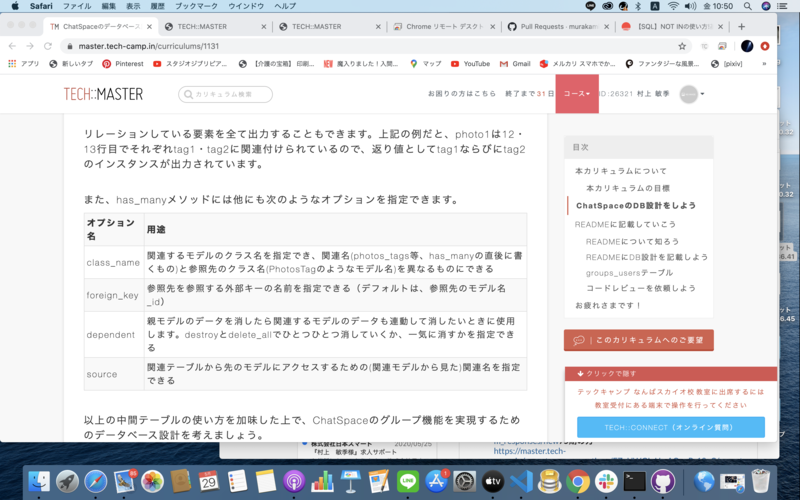 Safari ファイル 編集 表示 履歴 ブックマーク ウインドウ ヘルプ
金 10:50
TM ChatSpaceのデータベース
TECH::MASTER
TECH::MASTER
Chrome リモート デスクト
Pull Requests · murakam
【SQL】NOT INの使い方
master.tech-camp.in/curriculums/1131
アプリ
新しいタブ
Pinterest
スタジオジブリピア...
【介護の宝箱】 印刷...
魔入りました！入間...
マップ
YouTube
Gmail
メルカリ スマホでか...
ファンタジーな風景...
|pixiv|
»
TECH::MASTER
カリキュラム検索
お困りの方はこちら
終了まで31日
コース
ID:26321 村上 敏季
リレーションしている要素を全て出力することもできます。上記の例だと、photo1は12・
13行目でそれぞれtag1・tag2に関連付けられているので、返り値としてtag1ならびにtag2
のインスタンスが出力されています。
また、has_manyメソッドには他にも次のようなオプションを指定できます。
オプション
名
用途
class_name
関連するモデルのクラス名を指定でき、関連名(photos_tags等、has_manyの直後に書
くもの)と参照先のクラス名(PhotosTagのようなモデル名)を異なるものにできる
foreign_key
参照先を参照する外部キーの名前を指定できる（デフォルトは、参照先のモデル名
_id）
dependent
親モデルのデータを消したら関連するモデルのデータも連動して消したいときに使用
します。destroyとdelete_allでひとつひとつ消していくか、一気に消すかを指定でき
る
source
関連テーブルから先のモデルにアクセスするための(関連モデルから見た)関連名を指定
できる
以上の中間テーブルの使い方を加味した上で、ChatSpaceのグループ機能を実現するため
のデータベース設計を考えましょう。
目次
本カリキュラムについて
本カリキュラムの目標
ChatSpaceのDB設計をしよう
READMEに記載していこう
READMEについて知ろう
READMEにDB設計を記載しよう
groups_usersテーブル
コードレビューを依頼しよう
お疲れさまです！
| このカリキュラムへのご要望
クリックで隠す
テックキャンプ なんばスカイオ校教室に出席するには
教室受付にある端末で操作を行ってください
TECH::CONNECT（オンライン質問）
株式会社日本スマート
2020/05/25
『村上 敏季様』求人サポート
https://master.tech-